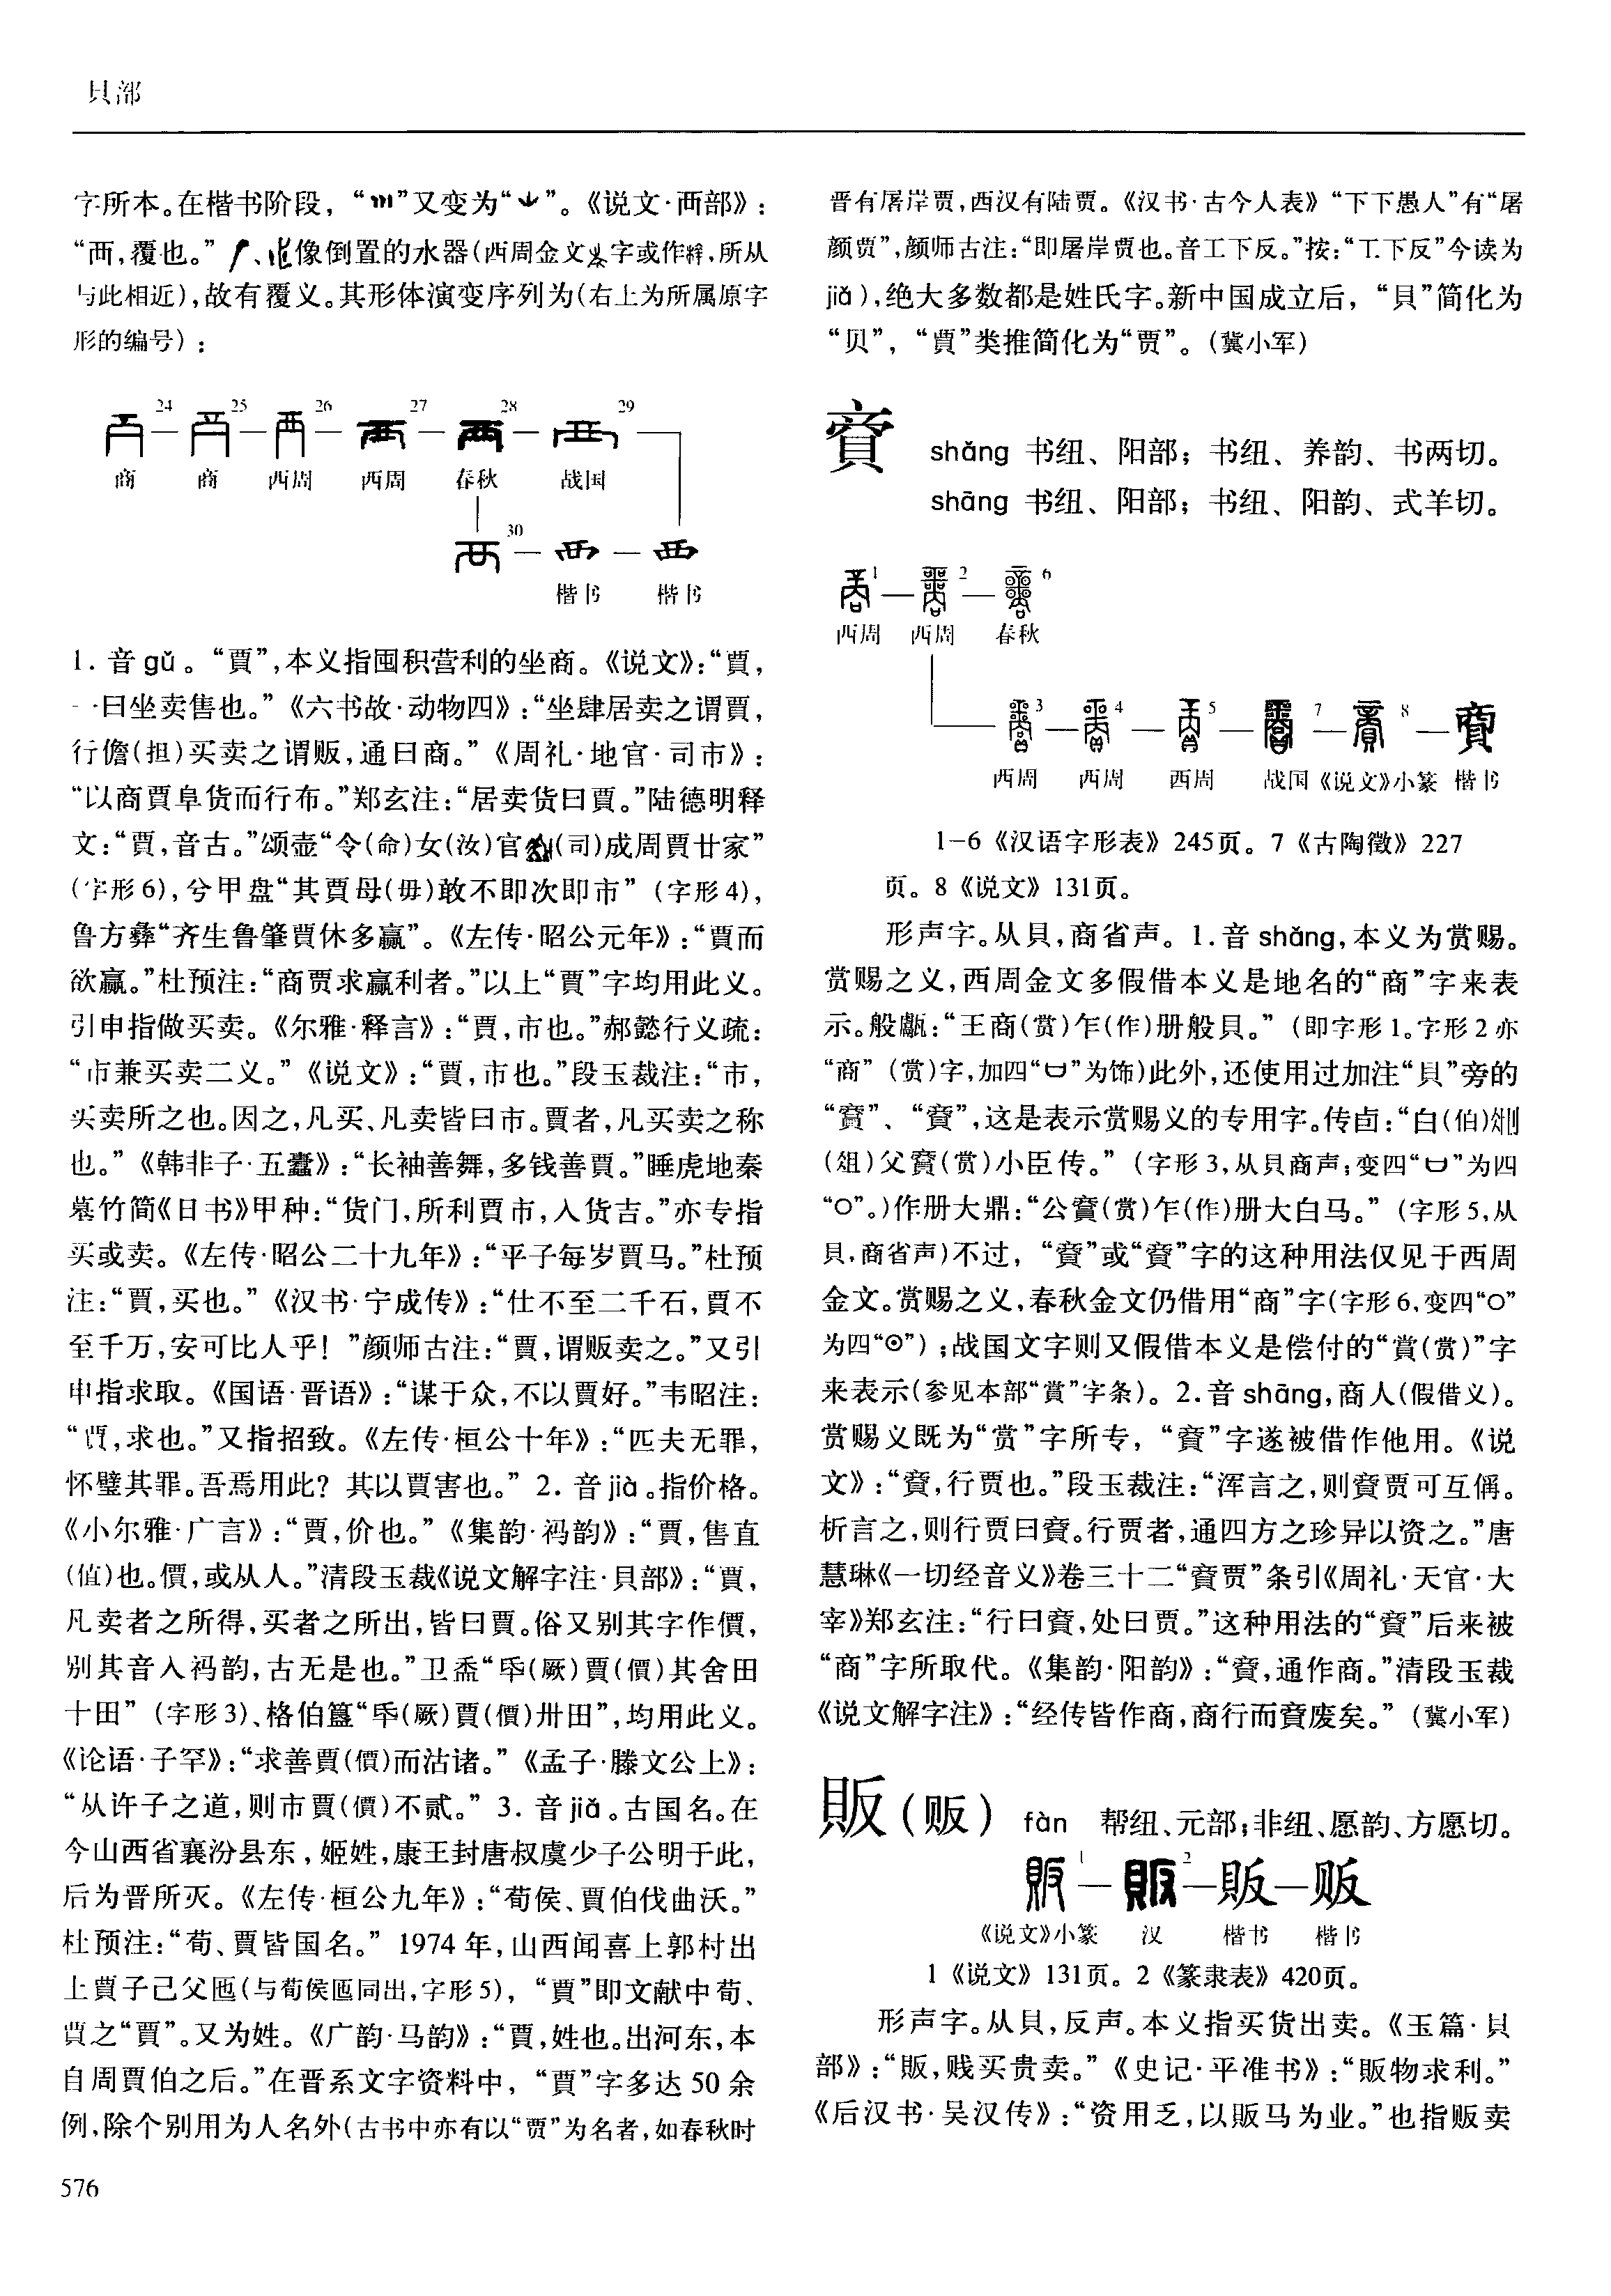 貝部
字所本。在楷书阶段，“”又变为“”。《说文·襾部》：
“襾，覆也。”、像倒置的水器(西周金文字或作，所从
与此相近)，故有覆义。其形体演变序列为(右上为所属原字
形的编号)：
24 25 26 27 28 29
商 商 西周 西周 春秋 战国
30
楷书 楷书
1. 音gǔ。“賈”，本义指囤积营利的坐商。《说文》：“賈，
一曰坐卖售也。”《六书故·动物四》：“坐肆居卖之谓賈，
行儋(担)买卖之谓贩，通曰商。”《周礼·地官·司市》：
“以商賈阜货而行布。”郑玄注：“居卖货曰賈。”陆德明释
文：“賈，音古。”颂壶“令(命)女(汝)官(司)成周賈廿家”
(字形6)，兮甲盘“其賈母(毋)敢不即次即市”(字形4)，
鲁方彝“齐生鲁肇賈休多赢”。《左传·昭公元年》：“賈而
欲赢。”杜预注：“商贾求赢利者。”以上“賈”字均用此义。
引申指做买卖。《尔雅·释言》：“賈，市也。”郝懿行义疏：
“市兼买卖二义。”《说文》：“賈，市也。”段玉裁注：“市，
买卖所之也。因之，凡买、凡卖皆曰市。賈者，凡买卖之称
也。”《韩非子·五蠹》：“长袖善舞，多钱善賈。”睡虎地秦
墓竹简《日书》甲种：“货门，所利賈市，入货吉。”亦专指
买或卖。《左传·昭公二十九年》：“平子每岁賈马。”杜预
注：“賈，买也。”《汉书·宁成传》：“仕不至二千石，賈不
至千万，安可比人乎！”颜师古注：“賈，谓贩卖之。”又引
申指求取。《国语·晋语》：“谋于众，不以賈好。”韦昭注：
“賈，求也。”又指招致。《左传·桓公十年》：“匹夫无罪，
怀璧其罪。吾焉用此？其以賈害也。”2. 音jià。指价格。
《小尔雅·广言》：“賈，价也。”《集韵·祃韵》：“賈，售直
(值)也。價，或从人。”清段玉裁《说文解字注·貝部》：“賈，
凡卖者之所得，买者之所出，皆曰賈。俗又别其字作價，
别其音入祃韵，古无是也。”卫盉“氒(厥)賈(價)其舍田
十田”(字形3)、格伯簋“氒(厥)賈(價)卅田”，均用此义。
《论语·子罕》：“求善賈(價)而沽诸。”《孟子·滕文公上》：
“从许子之道，则市賈(價)不贰。”3. 音jiǎ。古国名。在
今山西省襄汾县东，姬姓，康王封唐叔虞少子公明于此，
后为晋所灭。《左传·桓公九年》：“荀侯、賈伯伐曲沃。”
杜预注：“荀、賈皆国名。”1974年，山西闻喜上郭村出
土賈子己父匜(与荀侯匜同出，字形5)，“賈”即文献中荀、
賈之“賈”。又为姓。《广韵·马韵》：“賈，姓也。出河东，本
自周賈伯之后。”在晋系文字资料中，“賈”字多达50余
例，除个别用为人名外(古书中亦有以“贾”为名者，如春秋时
晋有屠岸贾，西汉有陆贾。《汉书·古今人表》“下下愚人”有“屠
颜贾”，颜师古注：“即屠岸贾也。音工下反。”按：“工下反”今读为
jiǎ)，绝大多数都是姓氏字。新中国成立后，“貝”简化为
“贝”，“賈”类推简化为“贾”。(冀小军)
賨 shǎng 书纽、阳部；书纽、养韵、书两切。
shāng 书纽、阳部；书纽、阳韵、式羊切。
1 2 6
西周 西周 春秋
3 4 5 7 8
西周 西周 西周 战国 《说文》小篆 楷书
1-6《汉语字形表》245页。7《古陶徵》227
页。8《说文》131页。
形声字。从貝，商省声。1.音shǎng，本义为赏赐。
赏赐之义，西周金文多假借本义是地名的“商”字来表
示。般甗：“王商(赏)乍(作)册般貝。”(即字形1。字形2亦
“商”(赏)字，加四“”为饰)此外，还使用过加注“貝”旁的
“”、“”，这是表示赏赐义的专用字。传卣：“白(伯)
(俎)父(赏)小臣传。”(字形3，从貝商声；变四“”为四
“○”。)作册大鼎：“公(赏)乍(作)册大白马。”(字形5，从
貝，商省声)不过，“”或“”字的这种用法仅见于西周
金文。赏赐之义，春秋金文仍借用“商”字(字形6，变四“○”
为四“⊙”)；战国文字则又假借本义是偿付的“賞(赏)”字
来表示(参见本部“賞”字条)。2.音shāng，商人(假借义)。
赏赐义既为“赏”字所专，“”字遂被借作他用。《说
文》：“，行贾也。”段玉裁注：“浑言之，则贾可互偁。
析言之，则行贾曰。行贾者，通四方之珍异以资之。”唐
慧琳《一切经音义》卷三十二“贾”条引《周礼·天官·大
宰》郑玄注：“行曰，处曰贾。”这种用法的“”后来被
“商”字所取代。《集韵·阳韵》：“，通作商。”清段玉裁
《说文解字注》：“经传皆作商，商行而废矣。”(冀小军)
販(贩) fàn 帮纽、元部；非纽、愿韵、方愿切。
1 2 販 贩
《说文》小篆 汉 楷书 楷书
1《说文》131页。2《篆隶表》420页。
形声字。从貝，反声。本义指买货出卖。《玉篇·貝
部》：“販，贱买贵卖。”《史记·平准书》：“販物求利。”
《后汉书·吴汉传》：“资用乏，以販马为业。”也指贩卖
576